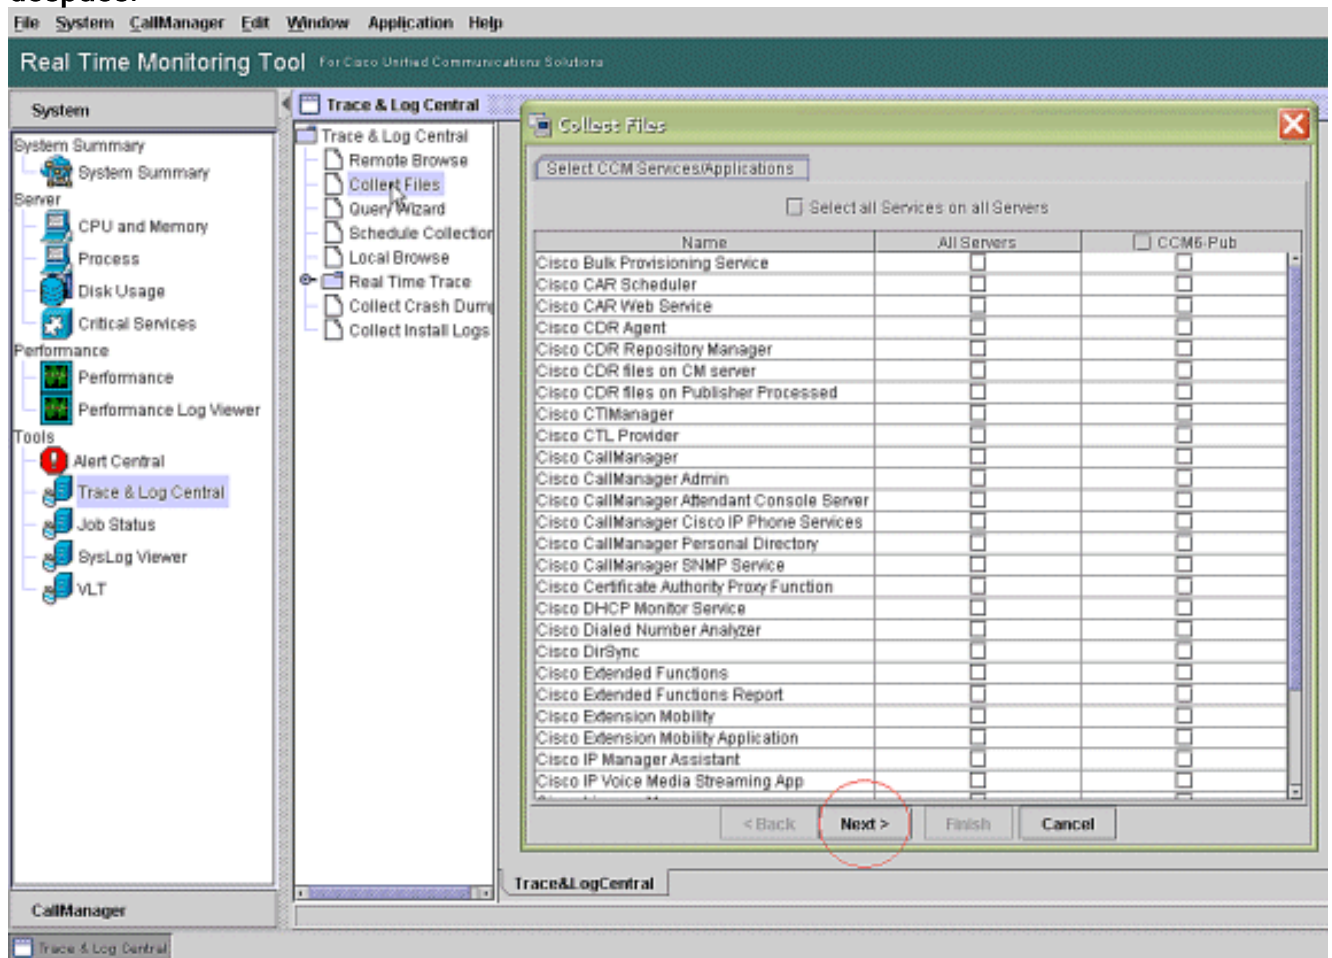 File System CallManager Edit Window Application Help
Real Time Monitoring Tool For Cisco Unified Communications Solutions
System
System Summary
System Summary
Server
CPU and Memory
Process
Disk Usage
Critical Services
Performance
Performance
Performance Log Viewer
Tools
Alert Central
Trace & Log Central
Job Status
SysLog Viewer
VLT
CallManager
Trace & Log Central
Trace & Log Central
Remote Browse
Collect Files
Query Wizard
Schedule Collection
Local Browse
Real Time Trace
Collect Crash Dump
Collect Install Logs
Collect Files
Select CCM Services/Applications
Select all Services on all Servers
Name All Servers CCM6-Pub
Cisco Bulk Provisioning Service
Cisco CAR Scheduler
Cisco CAR Web Service
Cisco CDR Agent
Cisco CDR Repository Manager
Cisco CDR files on CM server
Cisco CDR files on Publisher Processed
Cisco CTIManager
Cisco CTL Provider
Cisco CallManager
Cisco CallManager Admin
Cisco CallManager Attendant Console Server
Cisco CallManager Cisco IP Phone Services
Cisco CallManager Personal Directory
Cisco CallManager SNMP Service
Cisco Certificate Authority Proxy Function
Cisco DHCP Monitor Service
Cisco Dialed Number Analyzer
Cisco DirSync
Cisco Extended Functions
Cisco Extended Functions Report
Cisco Extension Mobility
Cisco Extension Mobility Application
Cisco IP Manager Assistant
Cisco IP Voice Media Streaming App
< Back Next > Finish Cancel
Trace&LogCentral
Trace & Log Central